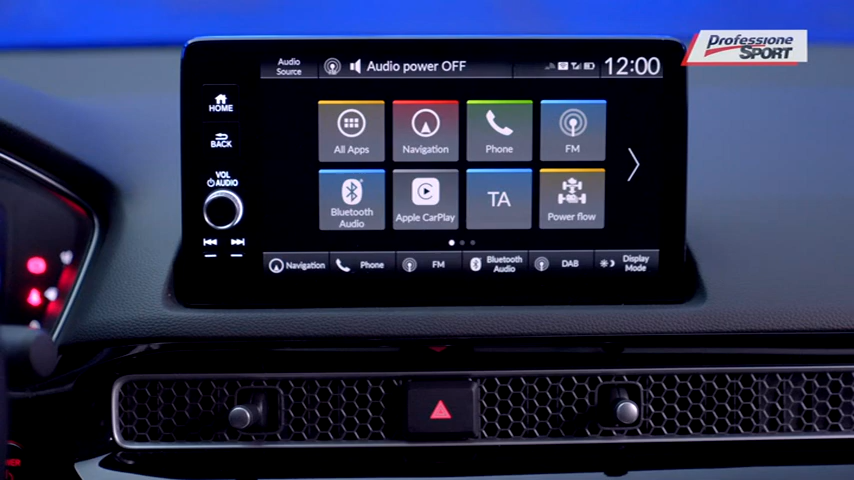 Professione
SPORT
Audio
Source
Audio power OFF
12:00
HOME
BACK
VOL
AUDIO
All Apps
Navigation
Phone
FM
Bluetooth
Audio
Apple CarPlay
TA
Power flow
Navigation
Phone
FM
Bluetooth
Audio
DAB
Display
Mode